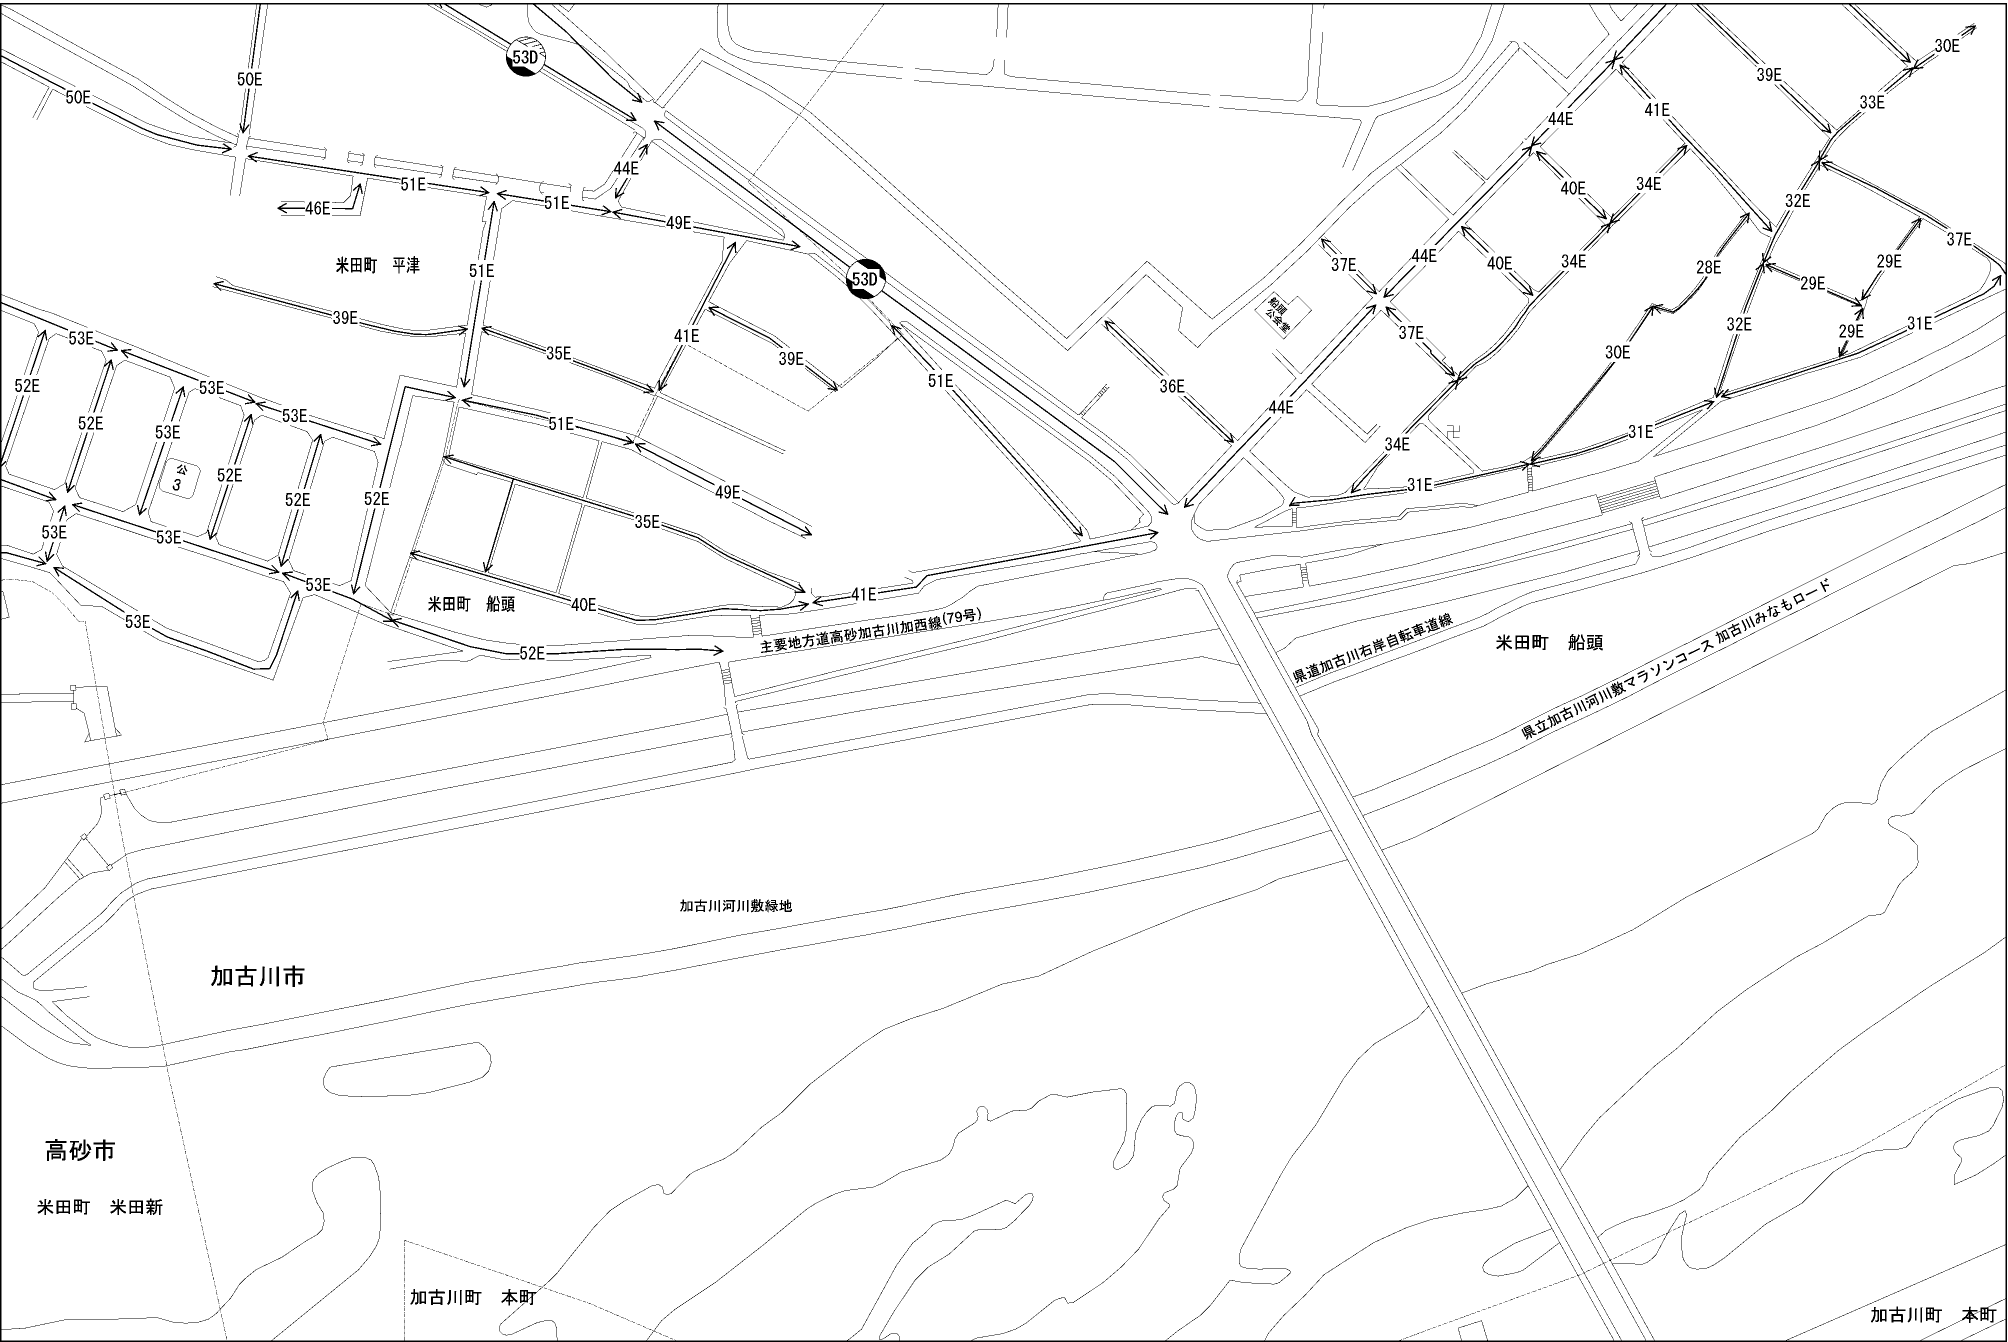 53D
30E
50E
39E
50E
33E
41E
44E
44E
40E
34E
51E
32E
51E
46E
49E
37E
44E
34E
米田町　平津
37E
40E
28E
29E
51E
53D
29E
船頭
公会堂
39E
32E
31E
37E
29E
53E
41E
35E
39E
30E
51E
52E
53E
36E
53E
44E
52E
51E
53E
31E
34E
公
3
52E
31E
52E
52E
49E
35E
53E
53E
53E
41E
米田町　船頭
40E
主要地方道高砂加古川加西線(79号)
県立加古川河川敷マラソンコース 加古川みなもロード
53E
県道加古川右岸自転車道線
米田町　船頭
52E
加古川河川敷緑地
加古川市
高砂市
米田町　米田新
加古川町　本町
加古川町　本町